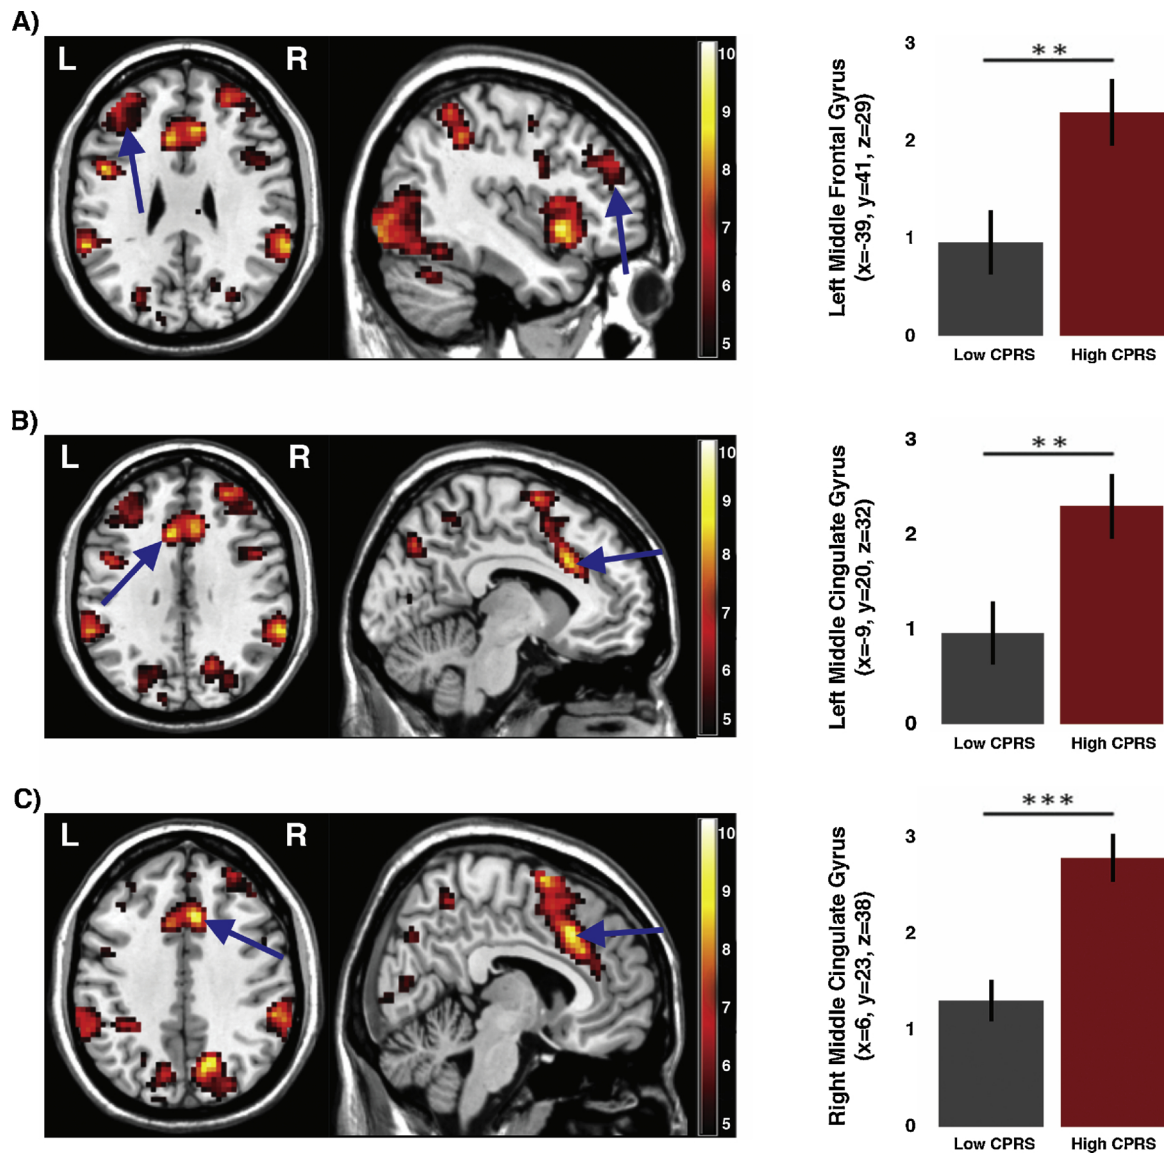 A)
L R
10
9
8
7
6
5
Left Middle Frontal Gyrus
(x=-39, y=41, z=29)
3
2
1
0
**
Low CPRS High CPRS
B)
L R
10
9
8
7
6
5
Left Middle Cingulate Gyrus
(x=-9, y=20, z=32)
3
2
1
0
**
Low CPRS High CPRS
C)
L R
10
9
8
7
6
5
Right Middle Cingulate Gyrus
(x=6, y=23, z=38)
3
2
1
0
***
Low CPRS High CPRS